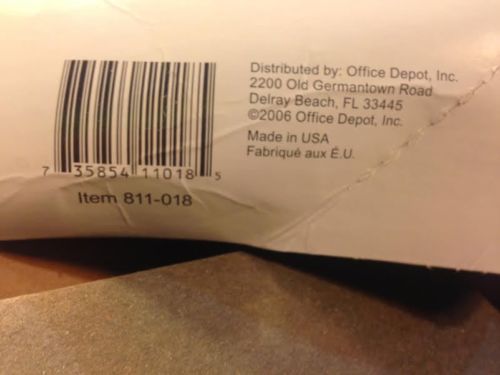 7 35854 11018 5
Item 811-018
Distributed by: Office Depot, Inc.
2200 Old Germantown Road
Delray Beach, FL 33445
©2006 Office Depot, Inc.
Made in USA
Fabriqué aux É.U.